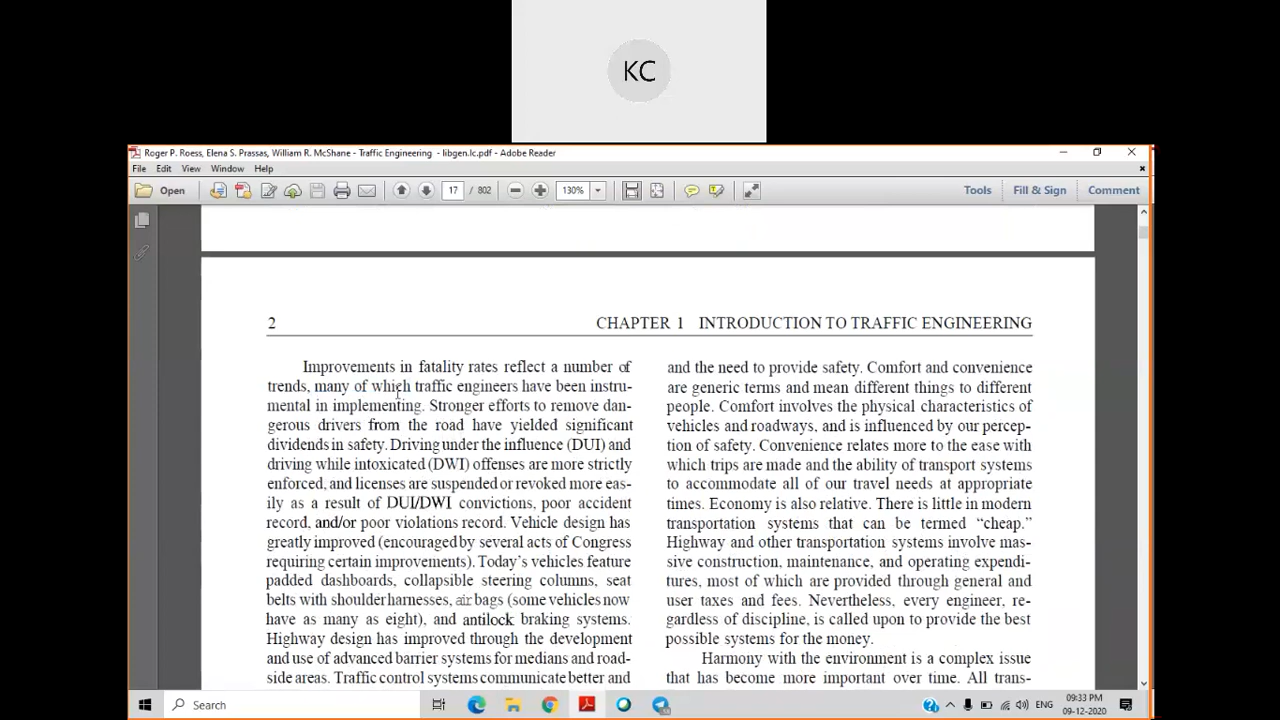 KC
Roger P. Roess, Elena S. Prassas, William R. McShane - Traffic Engineering - libgen.lc.pdf - Adobe Reader
File Edit View Window Help
Open 17 / 802 130% Tools Fill & Sign Comment
2 CHAPTER 1 INTRODUCTION TO TRAFFIC ENGINEERING
Improvements in fatality rates reflect a number of
trends, many of which traffic engineers have been instru-
mental in implementing. Stronger efforts to remove dan-
gerous drivers from the road have yielded significant
dividends in safety. Driving under the influence (DUI) and
driving while intoxicated (DWI) offenses are more strictly
enforced, and licenses are suspended or revoked more eas-
ily as a result of DUI/DWI convictions, poor accident
record, and/or poor violations record. Vehicle design has
greatly improved (encouraged by several acts of Congress
requiring certain improvements). Today's vehicles feature
padded dashboards, collapsible steering columns, seat
belts with shoulder harnesses, air bags (some vehicles now
have as many as eight), and antilock braking systems.
Highway design has improved through the development
and use of advanced barrier systems for medians and road-
side areas. Traffic control systems communicate better and
and the need to provide safety. Comfort and convenience
are generic terms and mean different things to different
people. Comfort involves the physical characteristics of
vehicles and roadways, and is influenced by our percep-
tion of safety. Convenience relates more to the ease with
which trips are made and the ability of transport systems
to accommodate all of our travel needs at appropriate
times. Economy is also relative. There is little in modern
transportation systems that can be termed “cheap.”
Highway and other transportation systems involve mas-
sive construction, maintenance, and operating expendi-
tures, most of which are provided through general and
user taxes and fees. Nevertheless, every engineer, re-
gardless of discipline, is called upon to provide the best
possible systems for the money.
Harmony with the environment is a complex issue
that has become more important over time. All trans-
Search
ENG
09:33 PM
09-12-2020